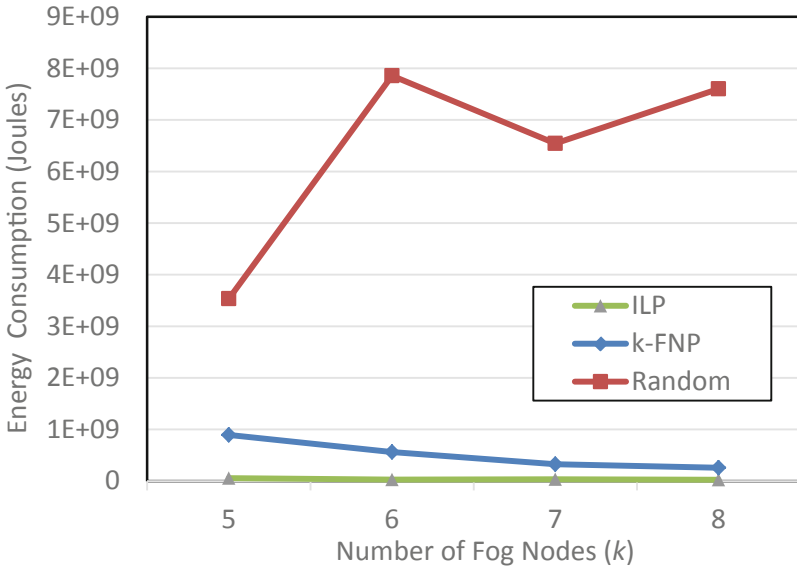 9E+09
8E+09
7E+09
6E+09
5E+09
4E+09
3E+09
2E+09
1E+09
0
Energy Consumption (Joules)
ILP
k-FNP
Random
5 6 7 8
Number of Fog Nodes (k)